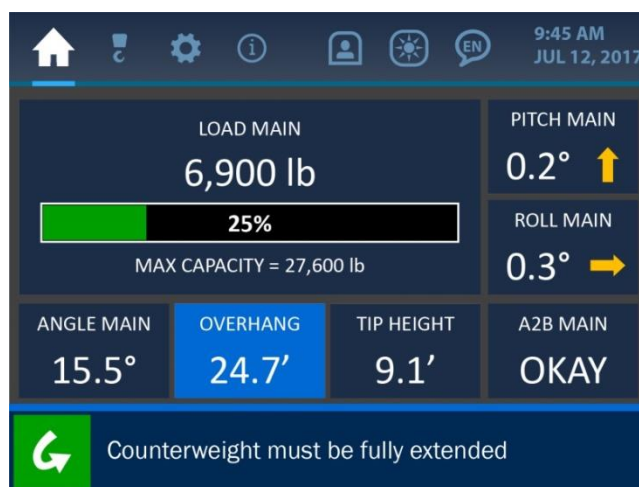 EN
9:45 AM
JUL 12, 2017
LOAD MAIN
6,900 lb
25%
MAX CAPACITY = 27,600 lb
PITCH MAIN
0.2°
ROLL MAIN
0.3°
ANGLE MAIN
15.5°
OVERHANG
24.7′
TIP HEIGHT
9.1′
A2B MAIN
OKAY
Counterweight must be fully extended